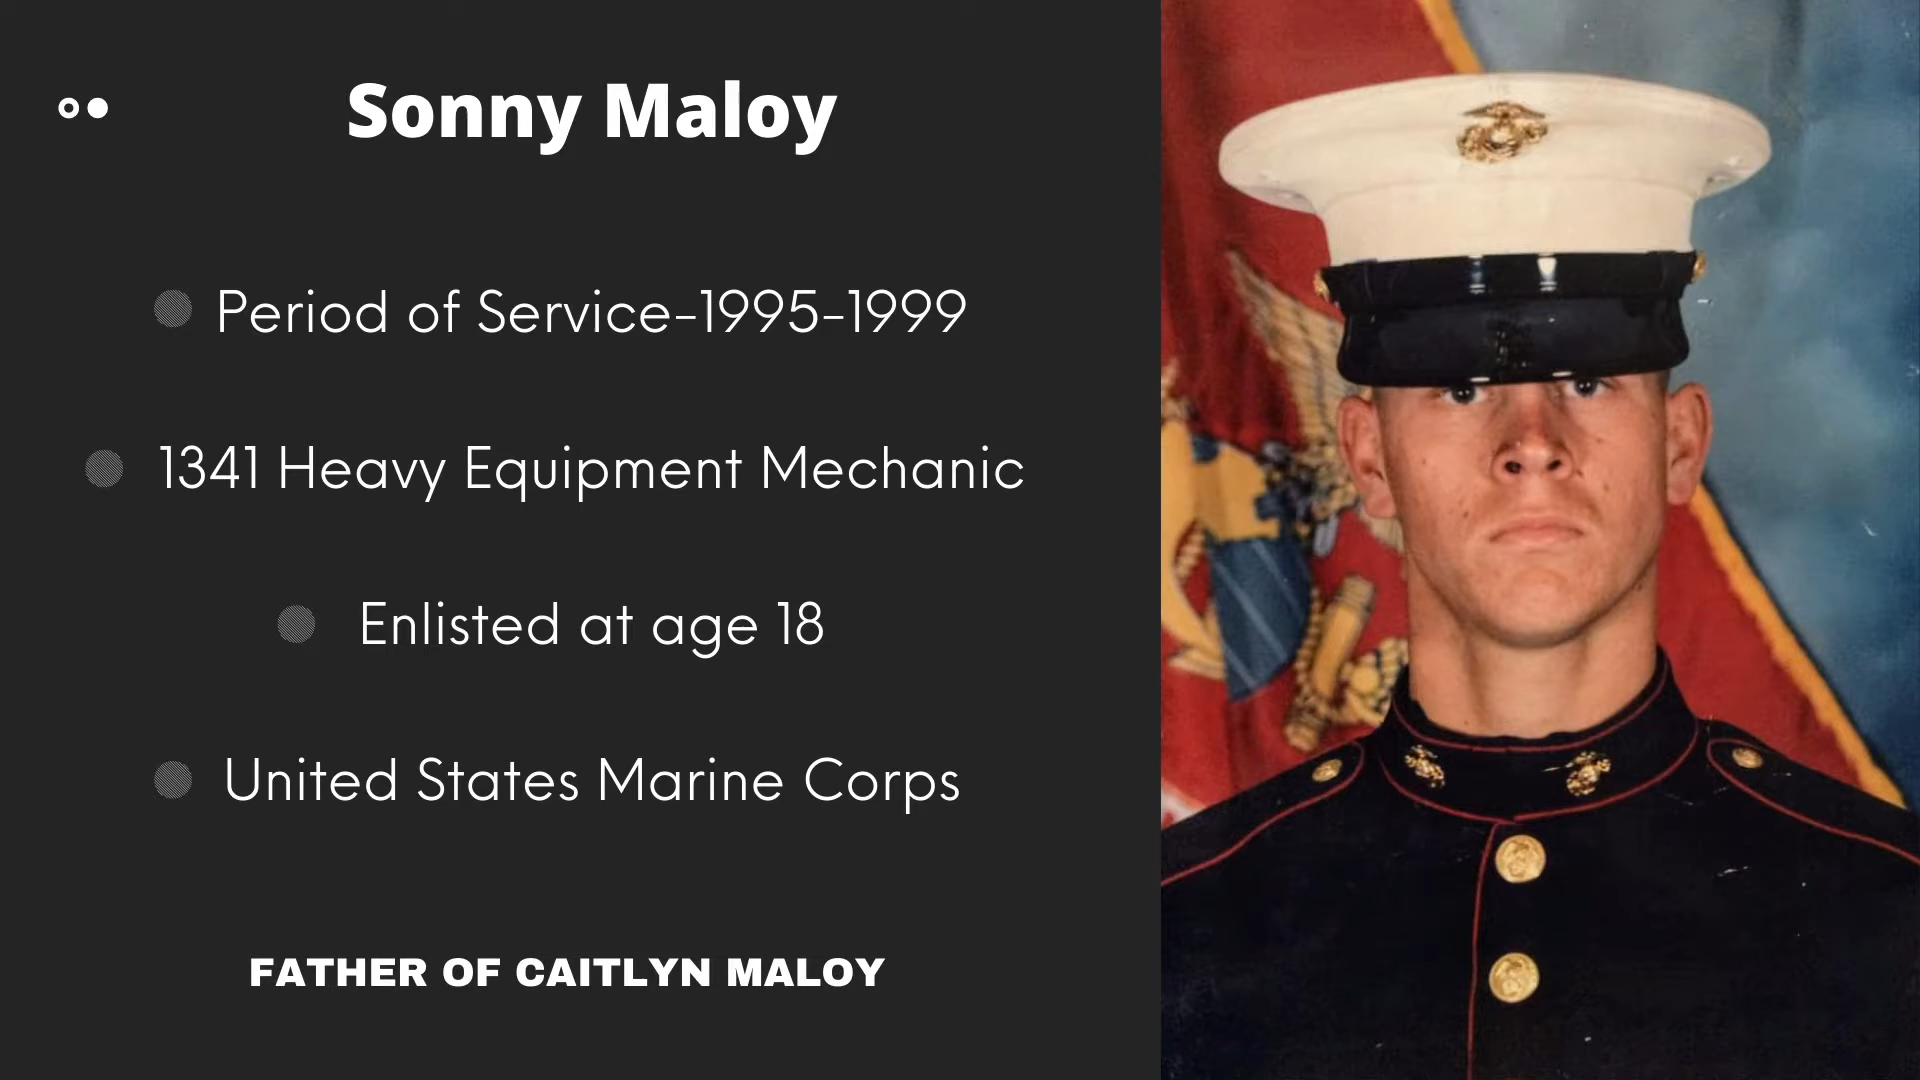 Sonny Maloy
Period of Service-1995-1999
1341 Heavy Equipment Mechanic
Enlisted at age 18
United States Marine Corps
FATHER OF CAITLYN MALOY